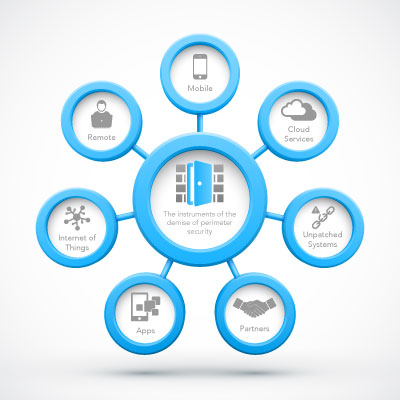 Mobile
Remote
Cloud
Services
The instruments of the
demise of perimeter
security
Internet of
Things
Unpatched
Systems
Apps
Partners